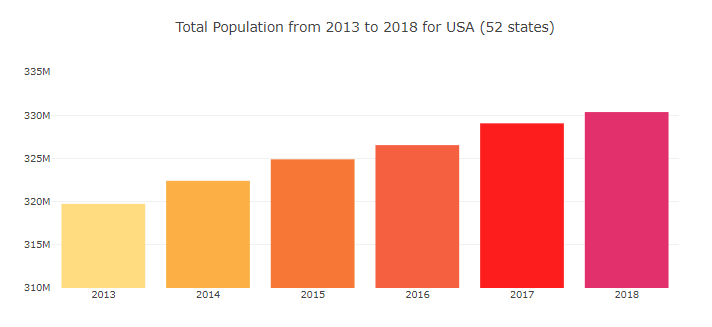 Total Population from 2013 to 2018 for USA (52 states)
335M
330M
325M
320M
315M
310M
2013 2014 2015 2016 2017 2018